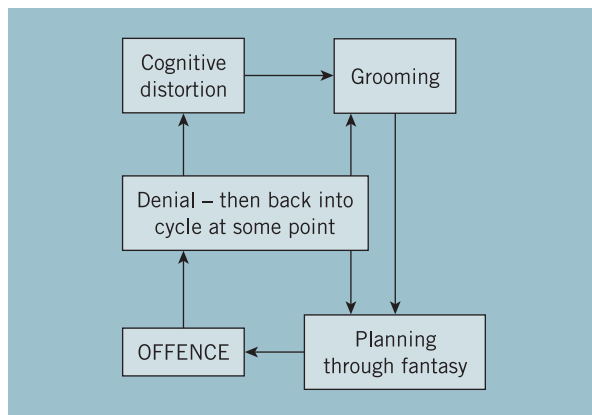 Cognitive
distortion
Grooming
Denial – then back into
cycle at some point
OFFENCE
Planning
through fantasy